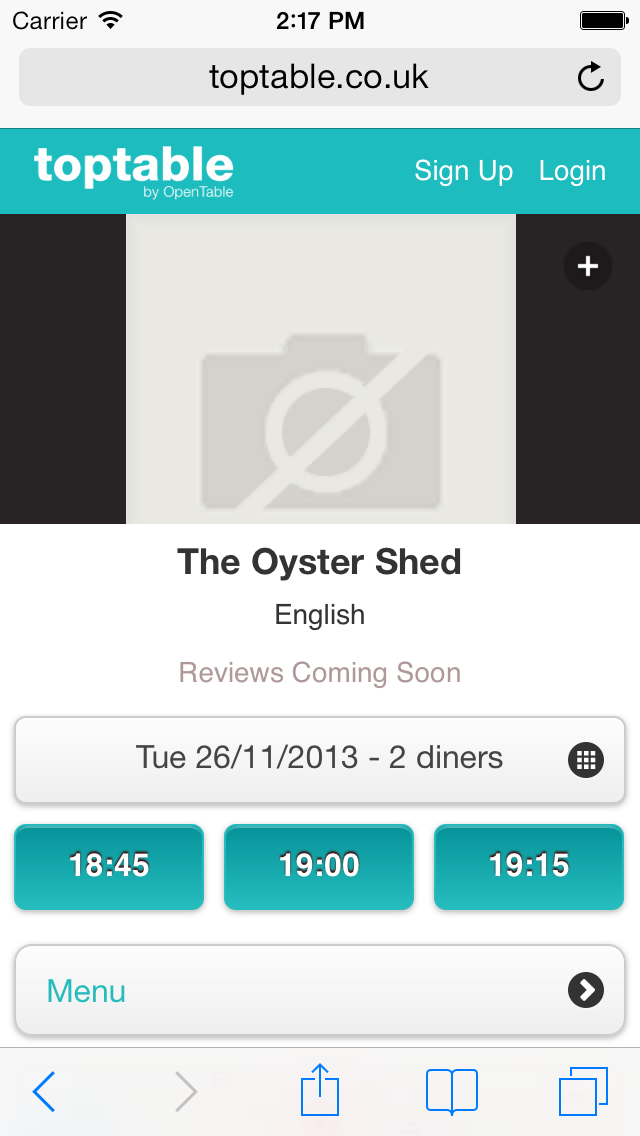 Carrier 2:17 PM
toptable.co.uk
toptable Sign Up Login
by OpenTable
The Oyster Shed
English
Reviews Coming Soon
Tue 26/11/2013 - 2 diners
18:45 19:00 19:15
Menu